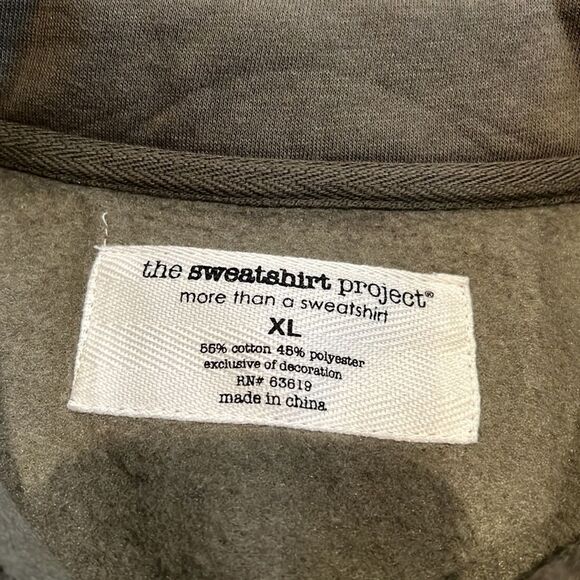 the sweatshirt project®
more than a sweatshirt
XL
55% cotton 45% polyester
exclusive of decoration
RN# 63619
made in china